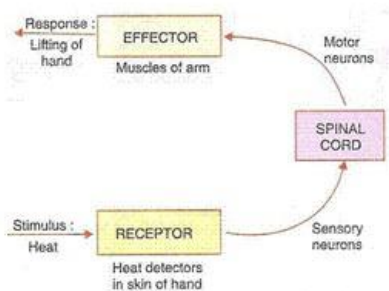 Response :
Lifting of
hand
EFFECTOR
Muscles of arm
Motor
neurons
SPINAL
CORD
Stimulus :
Heat
RECEPTOR
Heat detectors
in skin of hand
Sensory
neurons